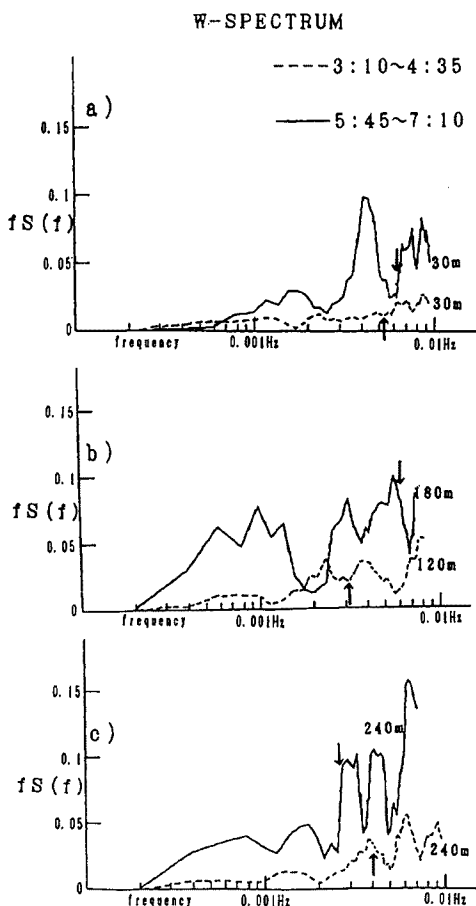 W-SPECTRUM
3:10~4:35
5:45~7:10
a)
0.15
0.1
fS(f)
0.05
0
30m
30m
frequency
0.001Hz
0.01Hz
b)
0.15
0.1
fS(f)
0.05
0
180m
120m
frequency
0.001Hz
0.01Hz
c)
0.15
0.1
fS(f)
0.05
0
240m
240m
frequency
0.001Hz
0.01Hz